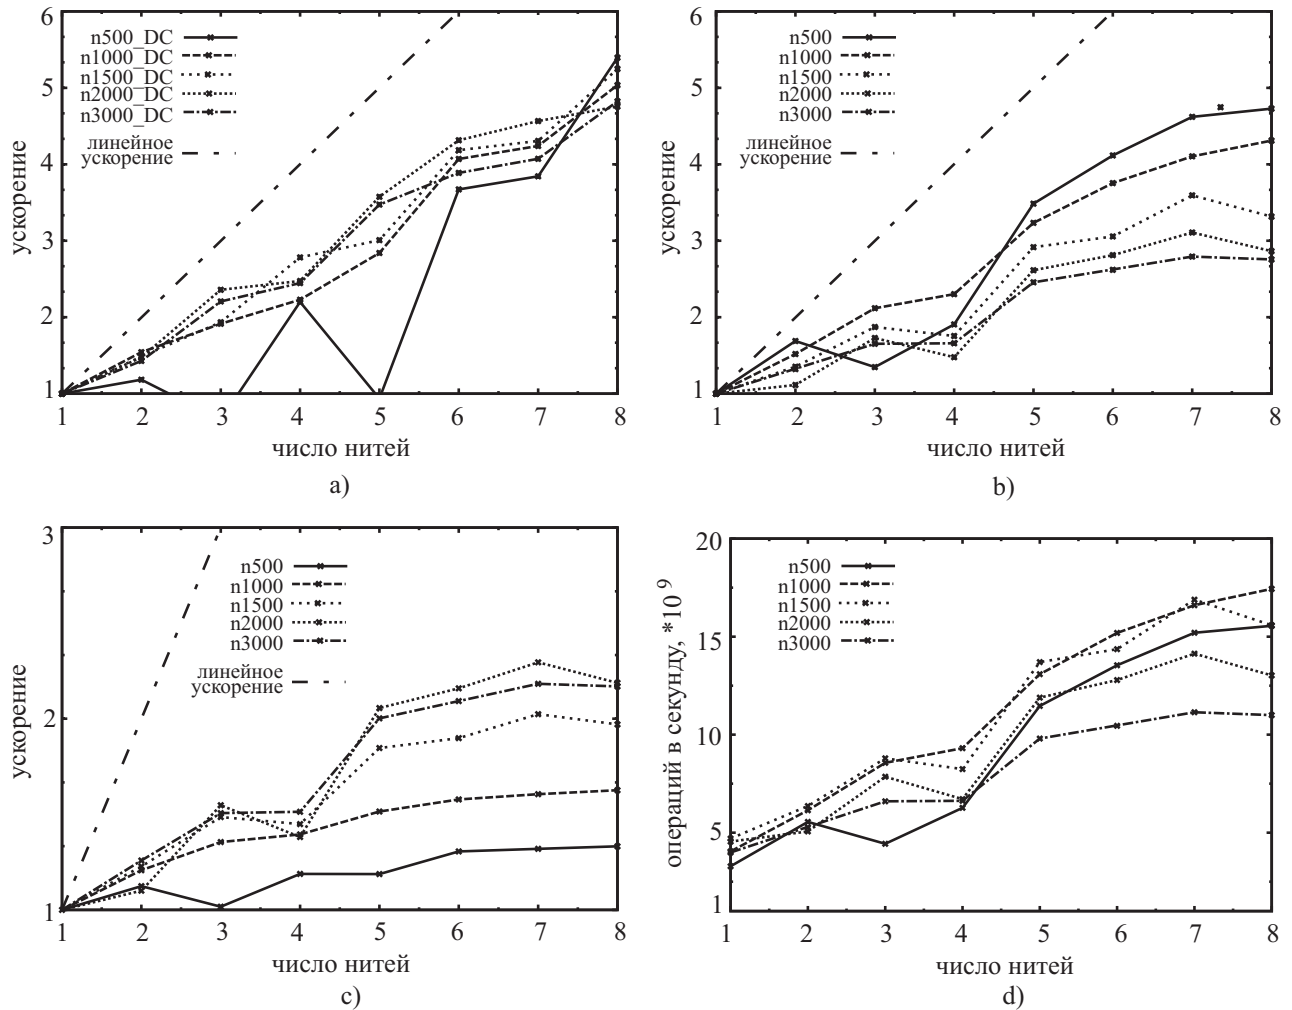 6
5
4
3
2
1
ускорение
n500_DC
n1000_DC
n1500_DC
n2000_DC
n3000_DC
линейное
ускорение
1 2 3 4 5 6 7 8
число нитей
a)
6
5
4
3
2
1
ускорение
n500
n1000
n1500
n2000
n3000
линейное
ускорение
1 2 3 4 5 6 7 8
число нитей
b)
3
2
1
ускорение
n500
n1000
n1500
n2000
n3000
линейное
ускорение
1 2 3 4 5 6 7 8
число нитей
c)
20
15
10
5
1
операций в секунду, *10 9
n500
n1000
n1500
n2000
n3000
1 2 3 4 5 6 7 8
число нитей
d)